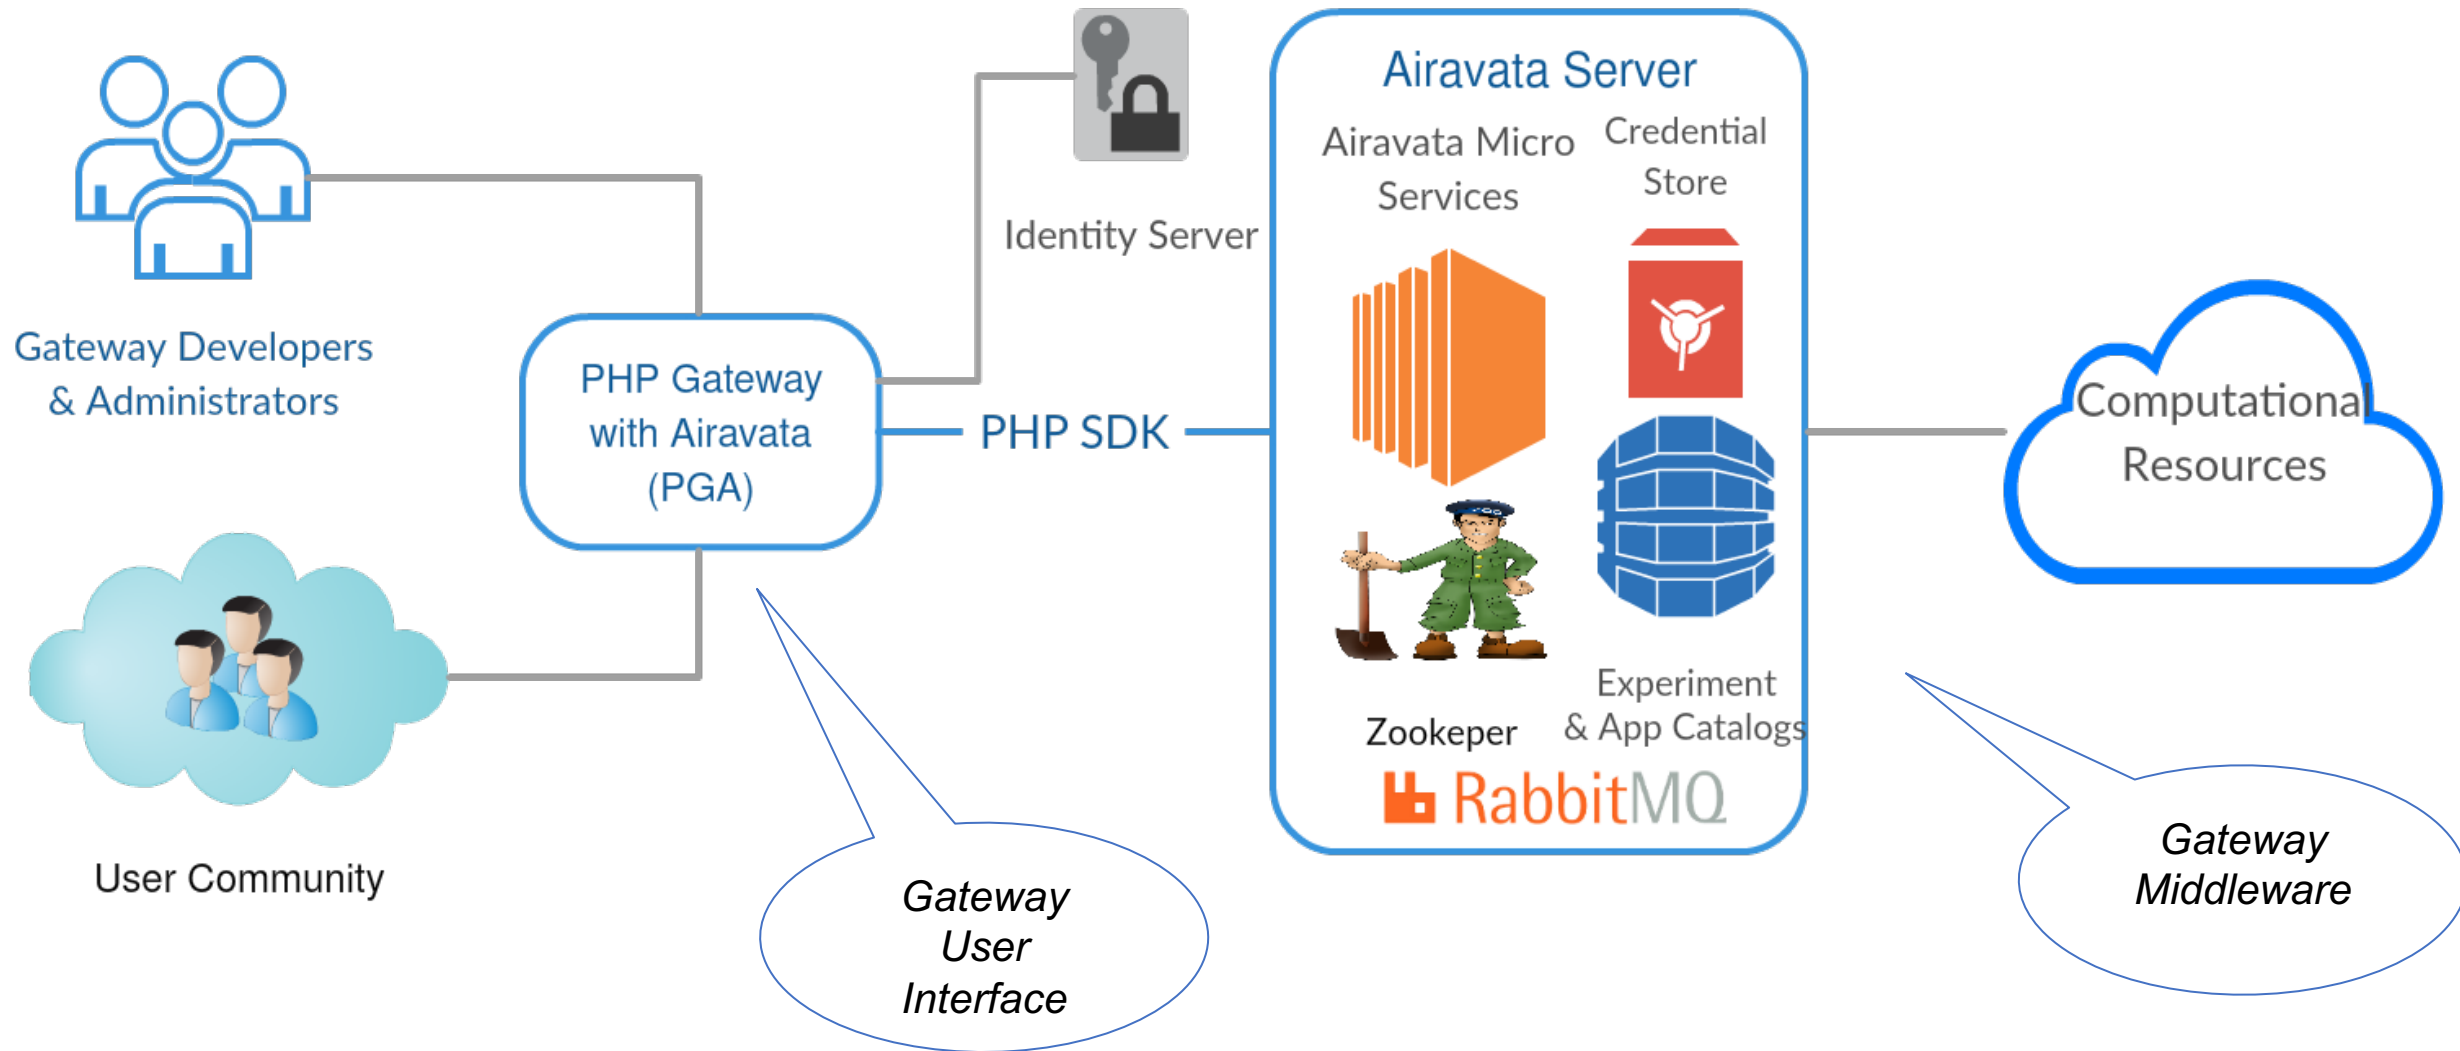 Gateway Developers
& Administrators
User Community
PHP Gateway
with Airavata
(PGA)
Identity Server
PHP SDK
Airavata Server
Airavata Micro
Services
Credential
Store
Zookeper
Experiment
& App Catalogs
RabbitMQ
Computational
Resources
Gateway
User
Interface
Gateway
Middleware